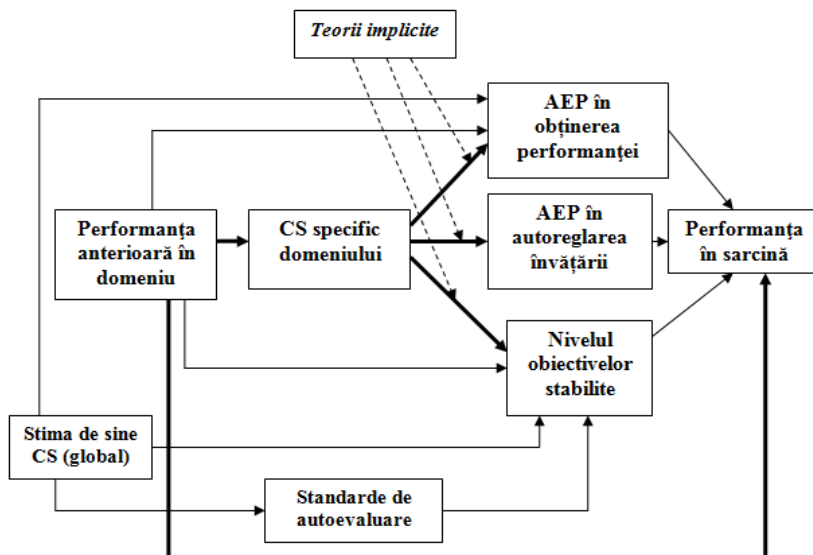 Teorii implicite
AEP în
obținerea
performanței
Performanța
anterioară în
domeniu
CS specific
domeniului
AEP în
autoreglarea
învățării
Performanța
în sarcină
Nivelul
obiectivelor
stabilite
Stima de sine
CS (global)
Standarde de
autoevaluare